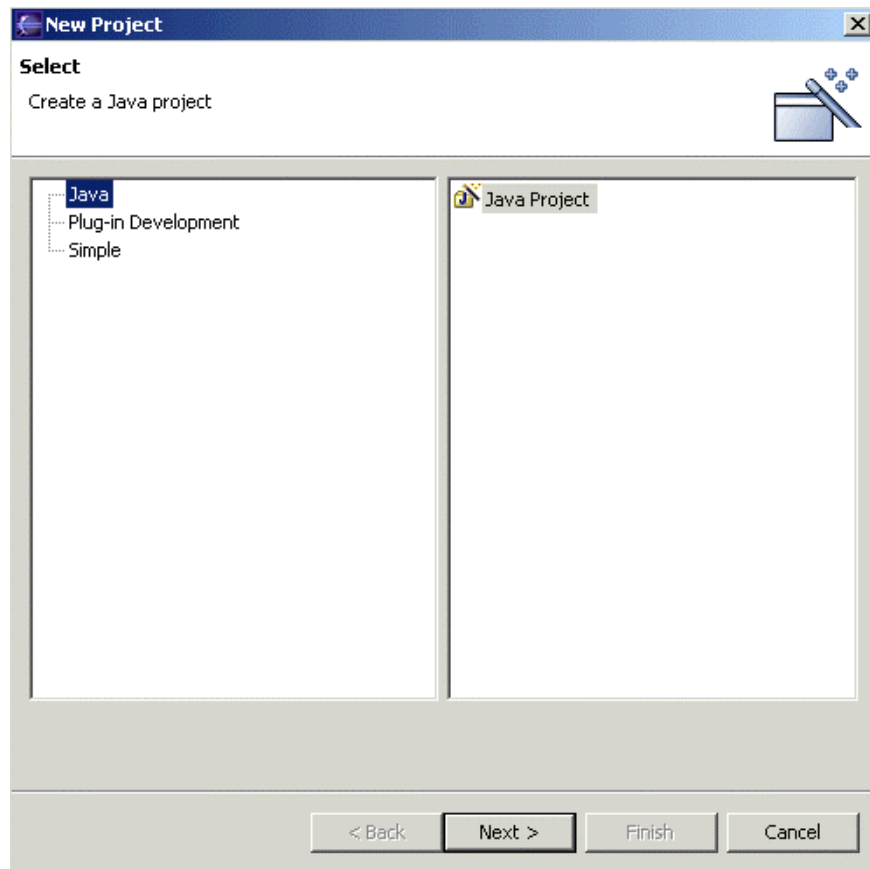 New Project
Select
Create a Java project
Java
Plug-in Development
Simple
Java Project
< Back
Next >
Finish
Cancel